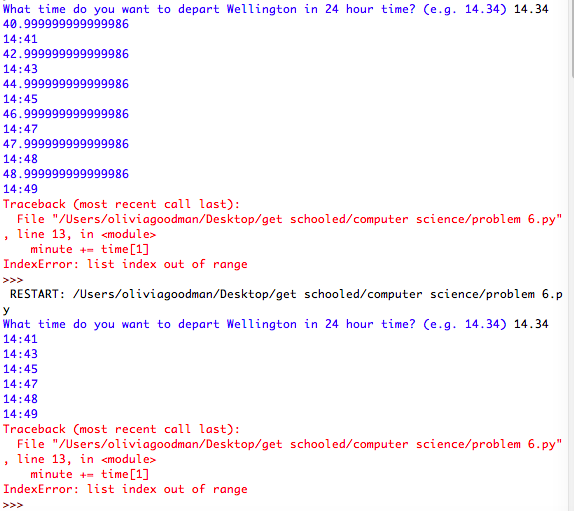 What time do you want to depart Wellington in 24 hour time? (e.g. 14.34) 14.34
40.999999999999986
14:41
42.999999999999986
14:43
44.999999999999986
14:45
46.999999999999986
14:47
47.999999999999986
14:48
48.999999999999986
14:49
Traceback (most recent call last):
  File "/Users/oliviagoodman/Desktop/get schooled/computer science/problem 6.py"
, line 13, in <module>
    minute += time[1]
IndexError: list index out of range
>>>
 RESTART: /Users/oliviagoodman/Desktop/get schooled/computer science/problem 6.p
y
What time do you want to depart Wellington in 24 hour time? (e.g. 14.34) 14.34
14:41
14:43
14:45
14:47
14:48
14:49
Traceback (most recent call last):
  File "/Users/oliviagoodman/Desktop/get schooled/computer science/problem 6.py"
, line 13, in <module>
    minute += time[1]
IndexError: list index out of range
>>>